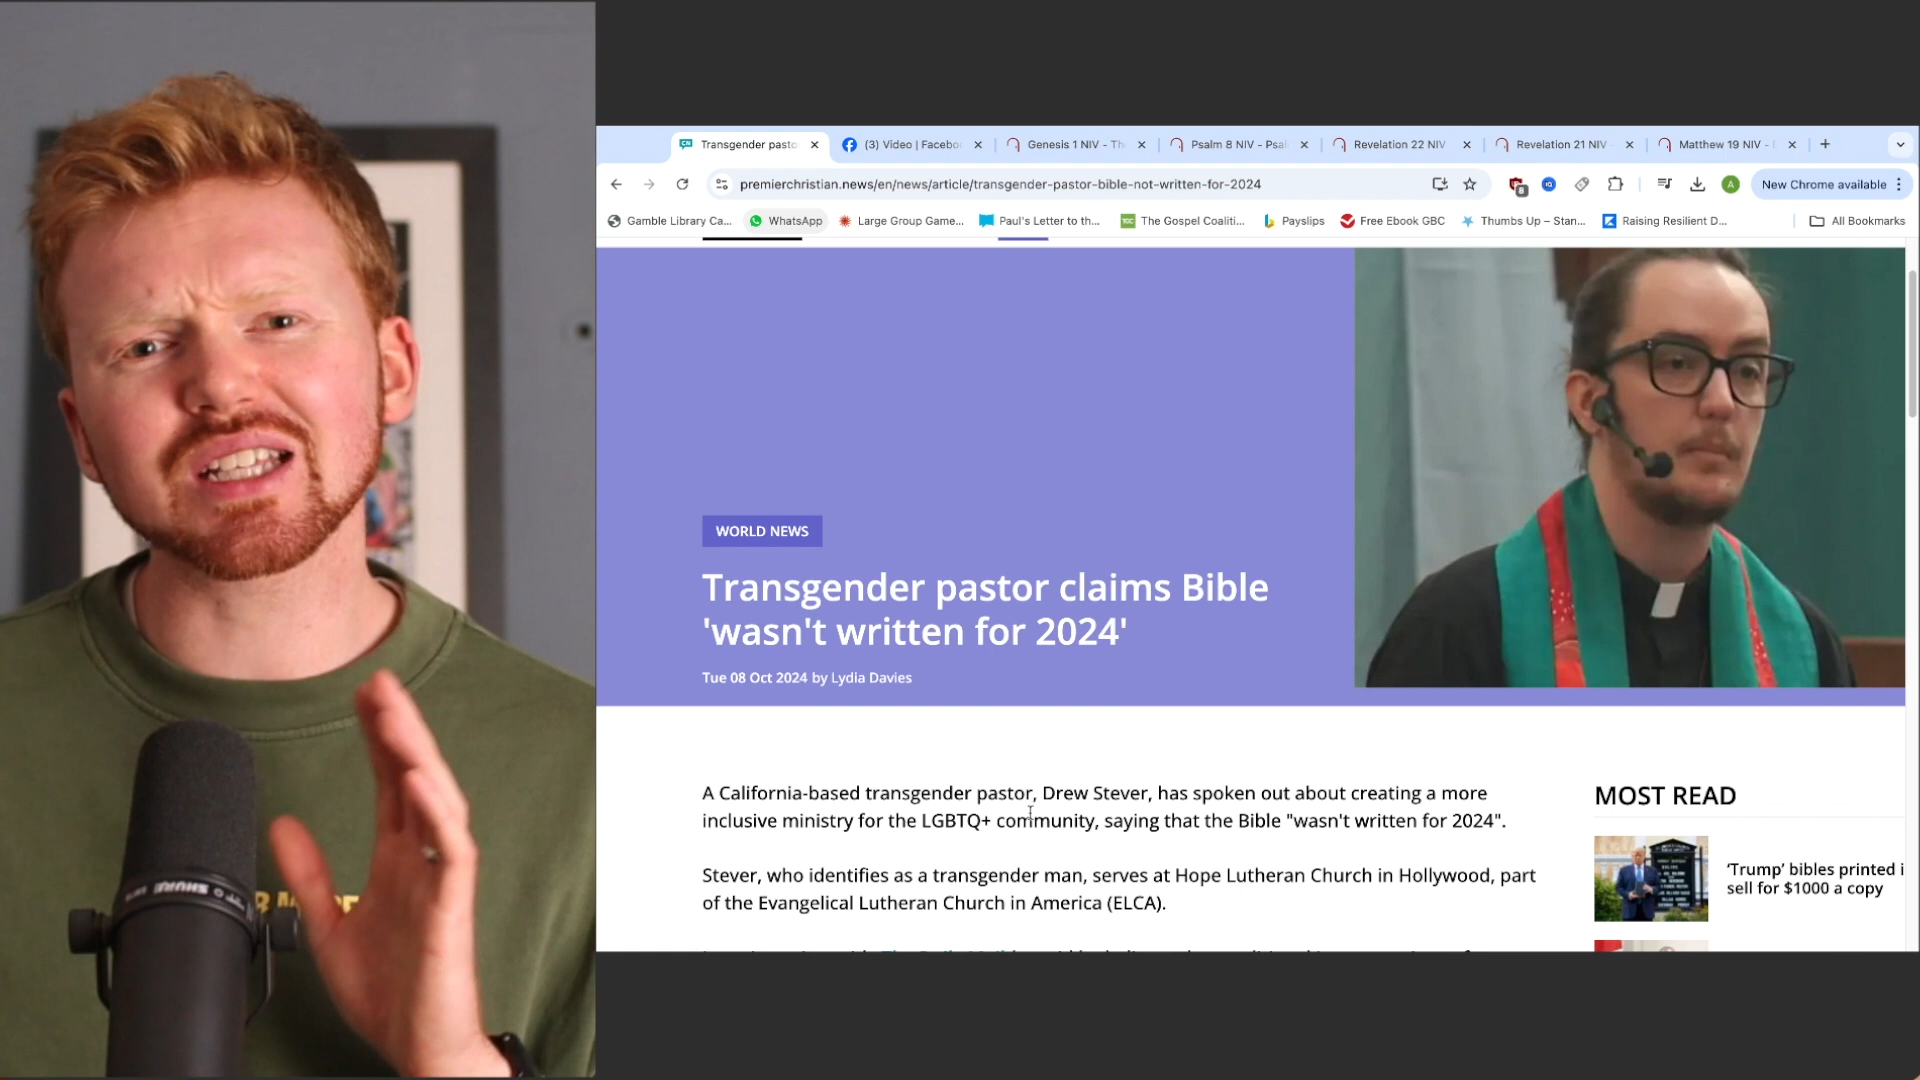 Transgender pasto
(3) Video | Facebo
Genesis 1 NIV - Th
Psalm 8 NIV - Psal
Revelation 22 NIV
Revelation 21 NIV
Matthew 19 NIV -
premierchristian.news/en/news/article/transgender-pastor-bible-not-written-for-2024
New Chrome available
Gamble Library Ca...
WhatsApp
Large Group Game...
Paul's Letter to th...
The Gospel Coaliti...
Payslips
Free Ebook GBC
Thumbs Up – Stan...
Raising Resilient D...
All Bookmarks
WORLD NEWS
Transgender pastor claims Bible
'wasn't written for 2024'
Tue 08 Oct 2024 by Lydia Davies
A California-based transgender pastor, Drew Stever, has spoken out about creating a more
inclusive ministry for the LGBTQ+ community, saying that the Bible "wasn't written for 2024".
Stever, who identifies as a transgender man, serves at Hope Lutheran Church in Hollywood, part
of the Evangelical Lutheran Church in America (ELCA).
MOST READ
'Trump' bibles printed i
sell for $1000 a copy
SHURE